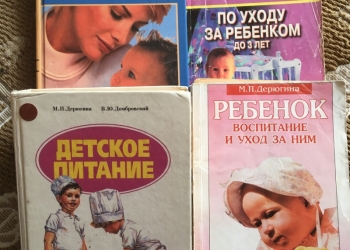 ПО УХОДУ
ЗА РЕБЕНКОМ
ДО 3 ЛЕТ
М.П.Дерюгина В.Ю.Домбровский
ДЕТСКОЕ
ПИТАНИЕ
М.П.Дерюгина
РЕБЕНОК
ВОСПИТАНИЕ
И УХОД ЗА НИМ